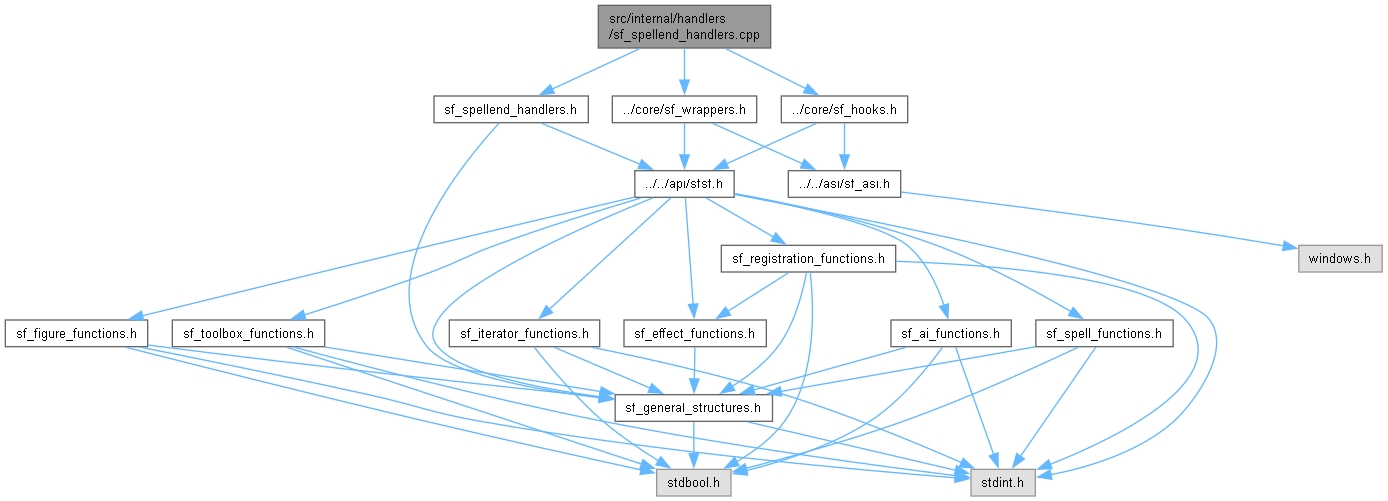 src/internal/handlers
/sf_spellend_handlers.cpp
sf_spellend_handlers.h
../core/sf_wrappers.h
../core/sf_hooks.h
../../api/sfsf.h
../../asi/sf_asi.h
sf_registration_functions.h
windows.h
sf_figure_functions.h
sf_toolbox_functions.h
sf_iterator_functions.h
sf_effect_functions.h
sf_ai_functions.h
sf_spell_functions.h
sf_general_structures.h
stdbool.h
stdint.h